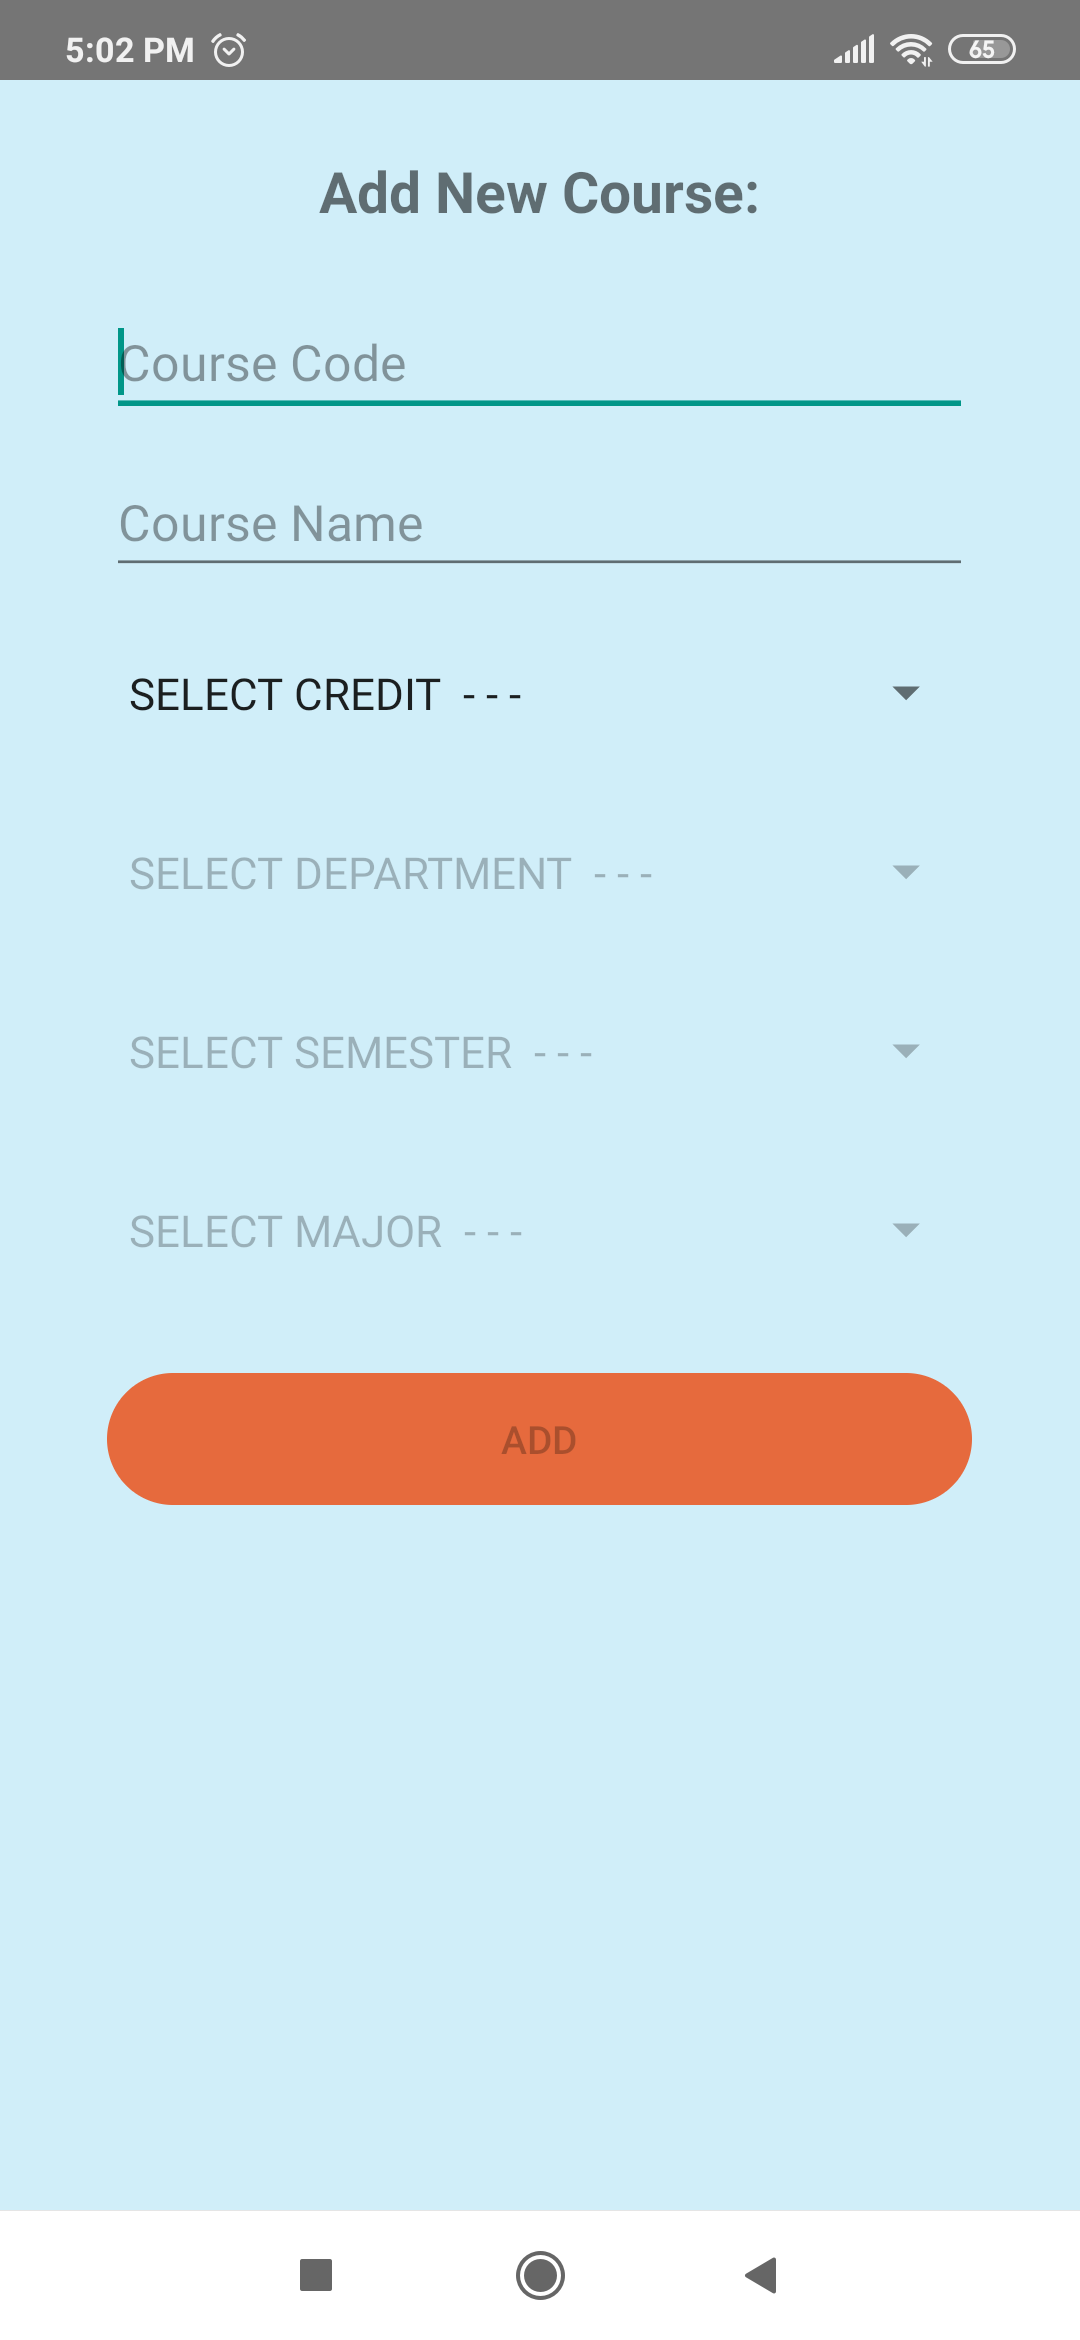 5:02 PM 65
Add New Course:
Course Code
Course Name
SELECT CREDIT - - -
SELECT DEPARTMENT - - -
SELECT SEMESTER - - -
SELECT MAJOR - - -
ADD